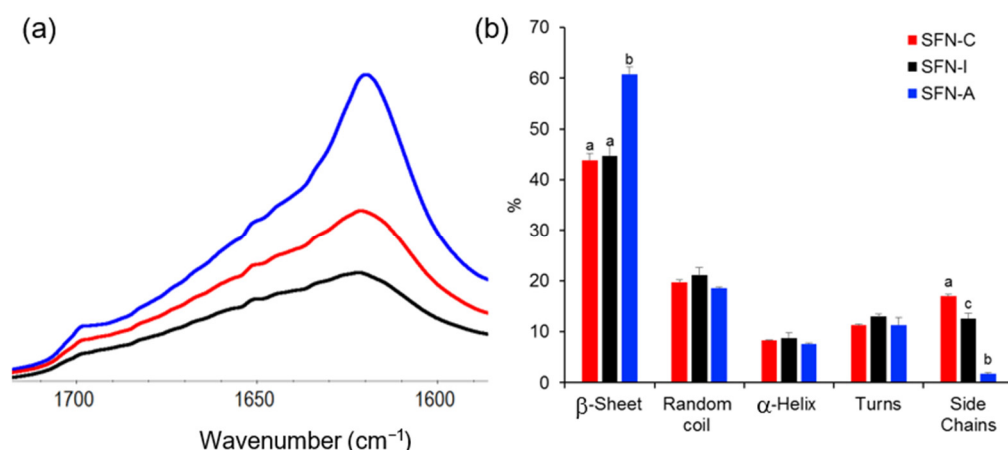 (a)
1700
1650
1600
Wavenumber (cm⁻¹)
(b)
70
60
50
40
30
20
10
0
%
SFN-C
SFN-I
SFN-A
a
a
b
a
c
b
β-Sheet
Random
coil
α-Helix
Turns
Side
Chains